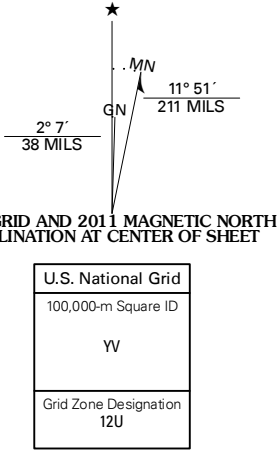 MN
GN
11° 51´
211 MILS
2° 7´
38 MILS
GRID AND 2011 MAGNETIC NORTH
LINATION AT CENTER OF SHEET
U.S. National Grid
100,000-m Square ID
YV
Grid Zone Designation
12U